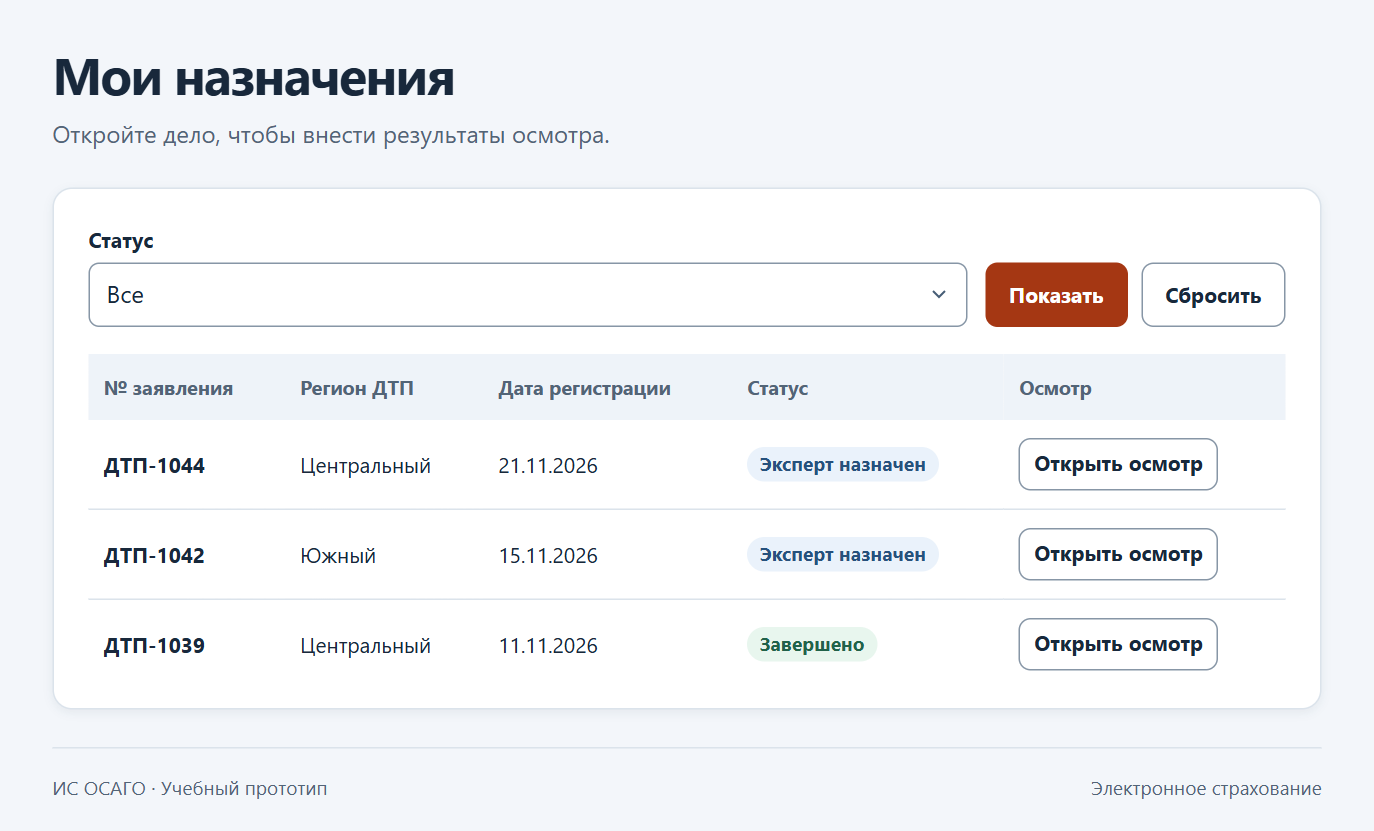 Мои назначения
Откройте дело, чтобы внести результаты осмотра.
Статус
Все
Показать
Сбросить
№ заявления Регион ДТП Дата регистрации Статус Осмотр
ДТП-1044 Центральный 21.11.2026 Эксперт назначен Открыть осмотр
ДТП-1042 Южный 15.11.2026 Эксперт назначен Открыть осмотр
ДТП-1039 Центральный 11.11.2026 Завершено Открыть осмотр
ИС ОСАГО · Учебный прототип
Электронное страхование